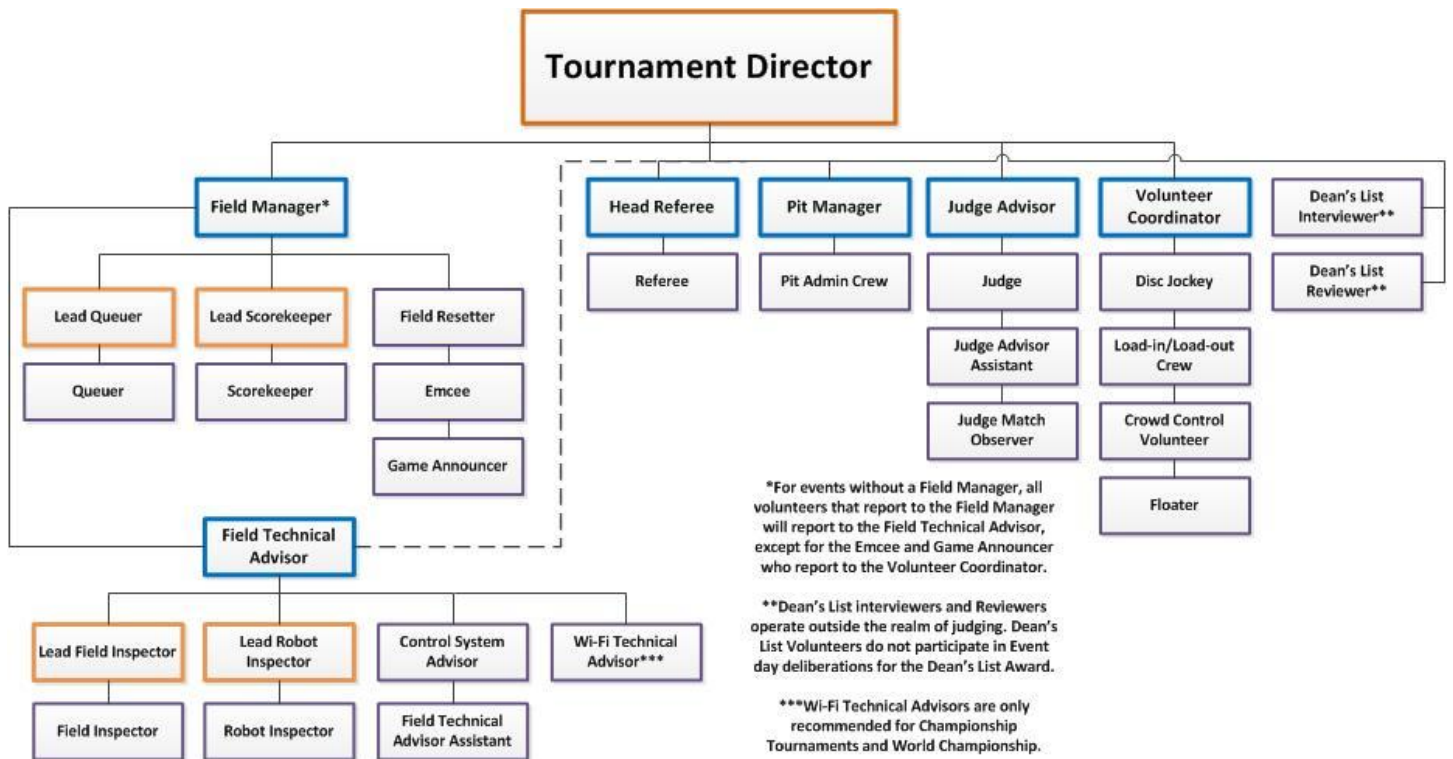 Tournament Director
Field Manager*
Head Referee
Pit Manager
Judge Advisor
Volunteer
Coordinator
Dean's List
Interviewer**
Referee
Pit Admin Crew
Judge
Disc Jockey
Dean's List
Reviewer**
Lead Queuer
Lead Scorekeeper
Field Resetter
Judge Advisor
Assistant
Load-in/Load-out
Crew
Queuer
Scorekeeper
Emcee
Judge Match
Observer
Crowd Control
Volunteer
Game Announcer
Floater
*For events without a Field Manager, all
volunteers that report to the Field Manager
will report to the Field Technical Advisor,
except for the Emcee and Game Announcer
who report to the Volunteer Coordinator.
Field Technical
Advisor
**Dean's List interviewers and Reviewers
operate outside the realm of judging. Dean's
List Volunteers do not participate in Event
day deliberations for the Dean's List Award.
Lead Field Inspector
Lead Robot
Inspector
Control System
Advisor
Wi-Fi Technical
Advisor***
Field Inspector
Robot Inspector
Field Technical
Advisor Assistant
***Wi-Fi Technical Advisors are only
recommended for Championship
Tournaments and World Championship.